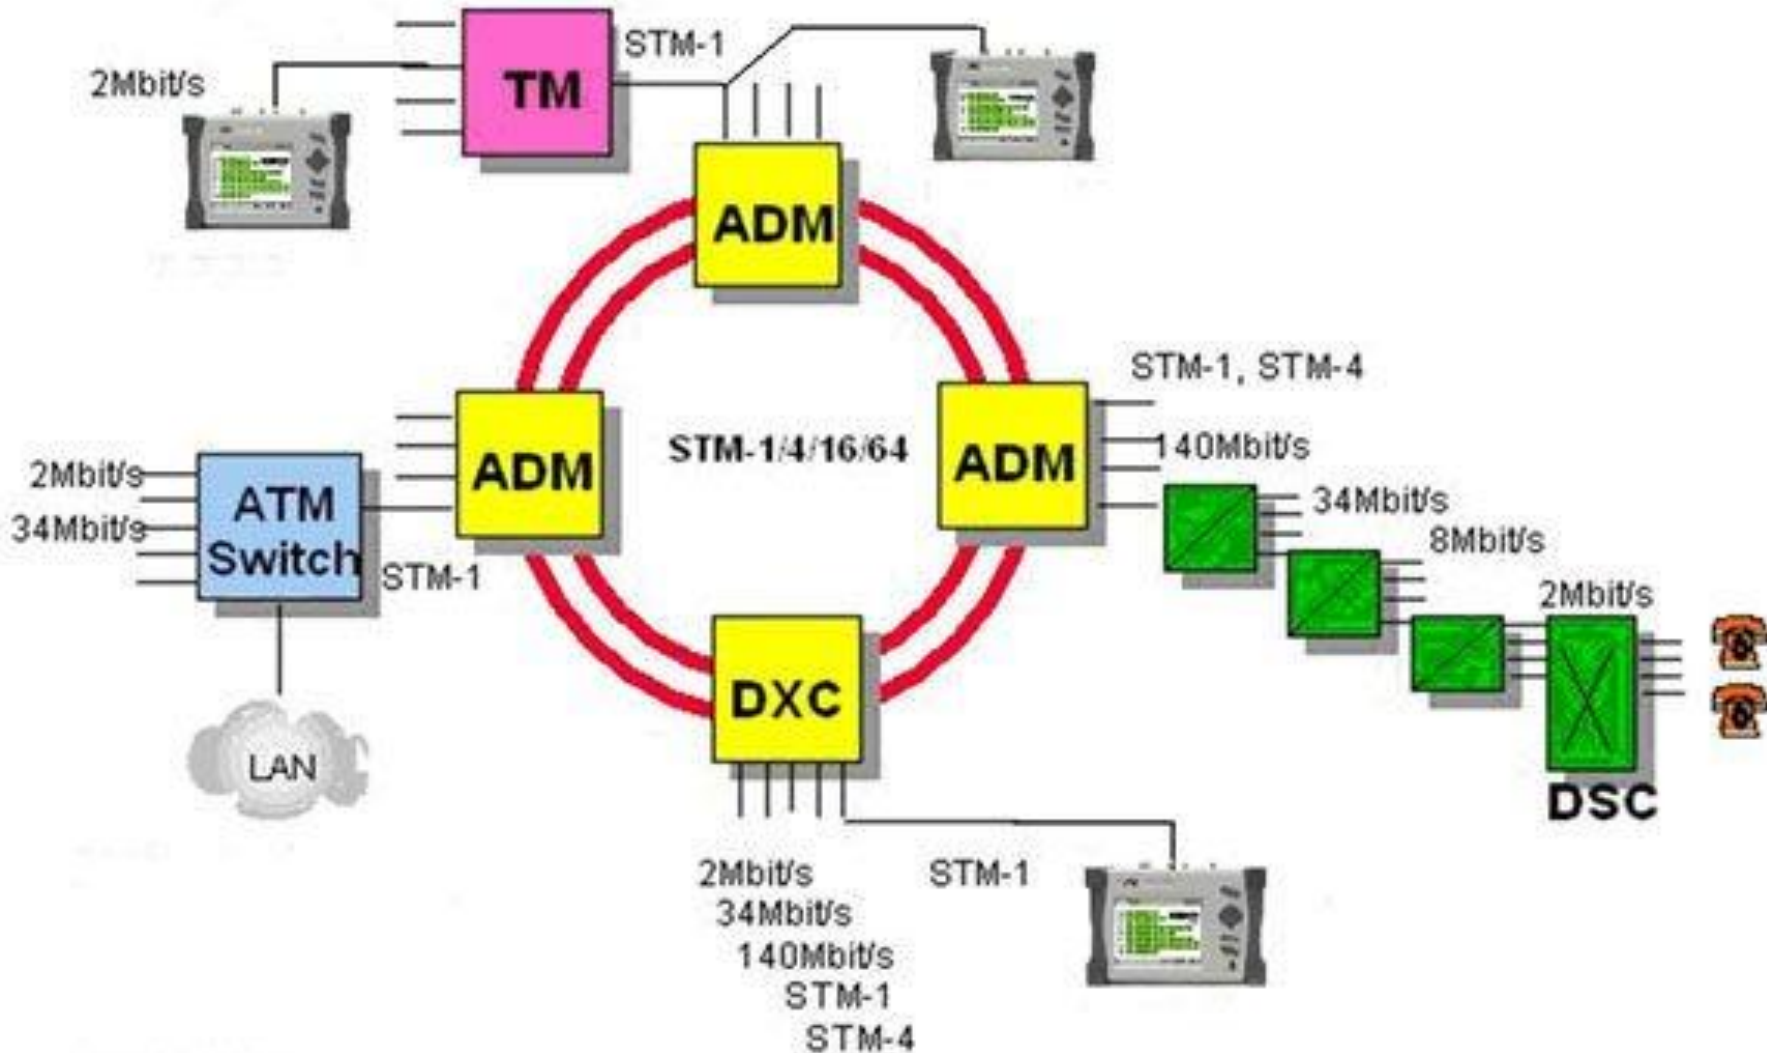 STM-1
2Mbit/s
TM
ADM
STM-1, STM-4
ADM
STM-1/4/16/64
ADM
140Mbit/s
2Mbit/s
34Mbit/s
ATM
Switch
STM-1
34Mbit/s
8Mbit/s
2Mbit/s
DXC
LAN
DSC
2Mbit/s
34Mbit/s
140Mbit/s
STM-1
STM-4
STM-1